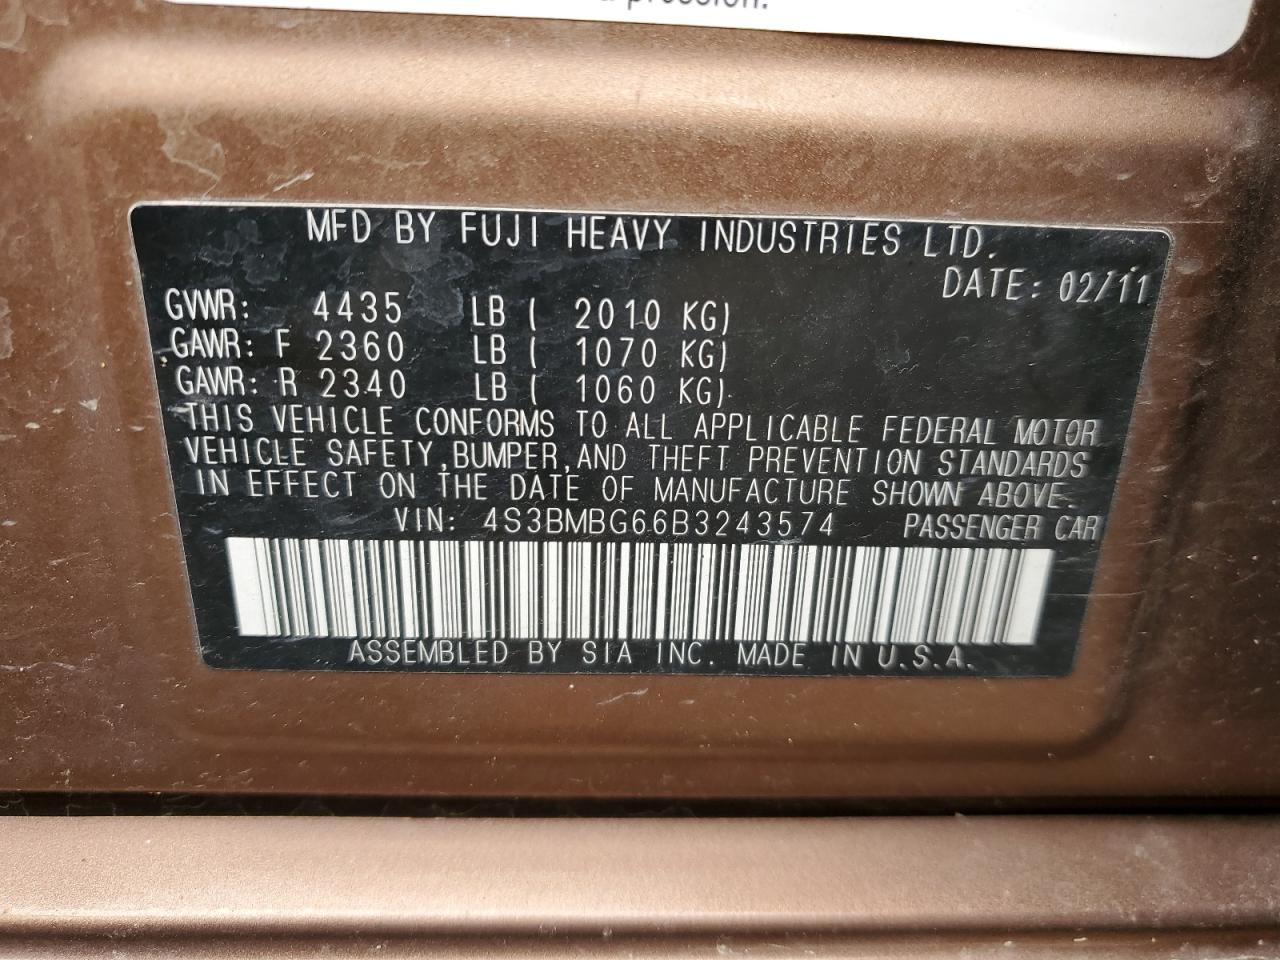 pression.
MFD BY FUJI HEAVY INDUSTRIES LTD.
DATE: 02/11
GVWR: 4435 LB ( 2010 KG)
GAWR: F 2360 LB ( 1070 KG)
GAWR: R 2340 LB ( 1060 KG)
THIS VEHICLE CONFORMS TO ALL APPLICABLE FEDERAL MOTOR
VEHICLE SAFETY,BUMPER,AND THEFT PREVENTION STANDARDS
IN EFFECT ON THE DATE OF MANUFACTURE SHOWN ABOVE.
VIN: 4S3BMBG66B3243574 PASSENGER CAR
ASSEMBLED BY SIA INC. MADE IN U.S.A.